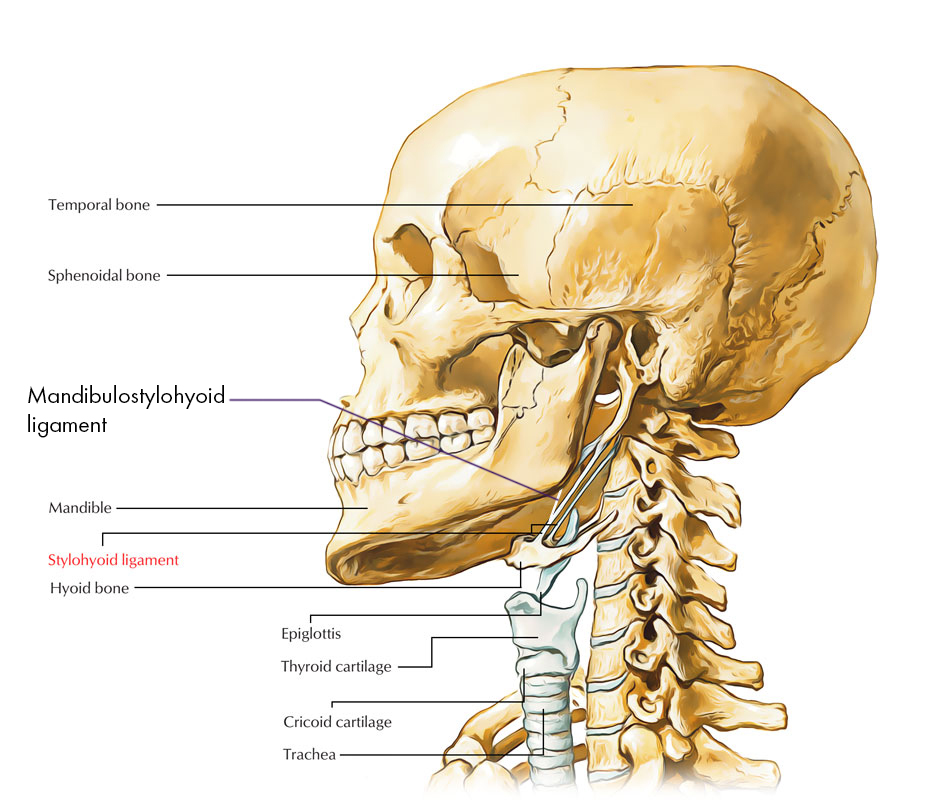 Temporal bone
Sphenoidal bone
Mandibulostylohyoid
ligament
Mandible
Stylohyoid ligament
Hyoid bone
Epiglottis
Thyroid cartilage
Cricoid cartilage
Trachea